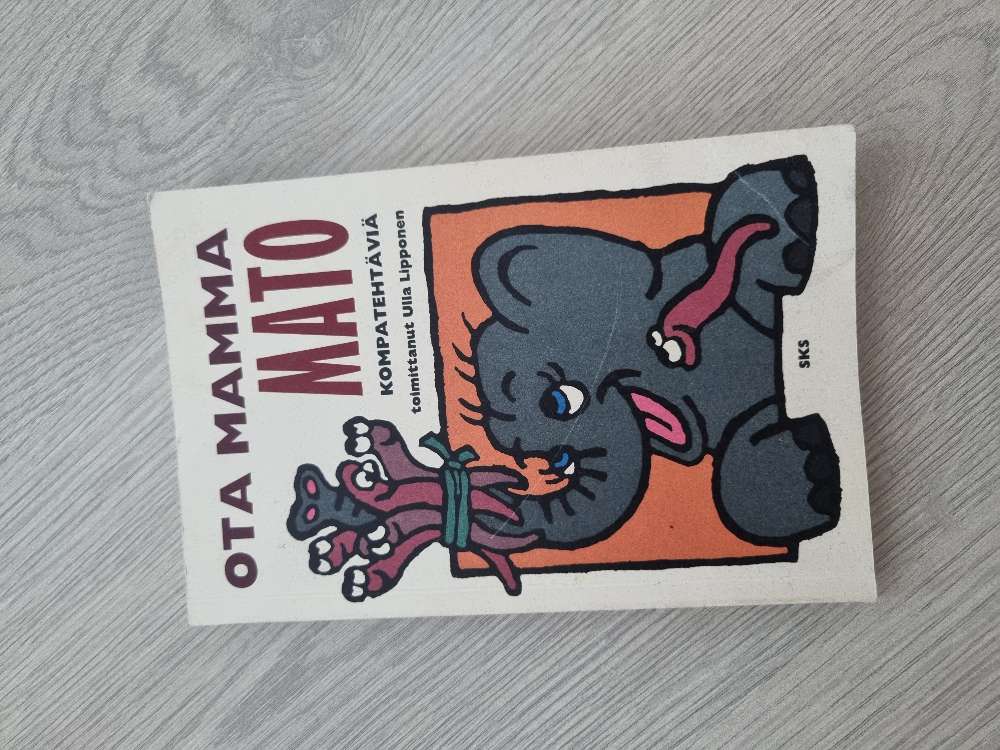 OTA MAMMA
MATO
KOMPATEHTÄVIÄ
toimittanut Ulla Lipponen
SKS